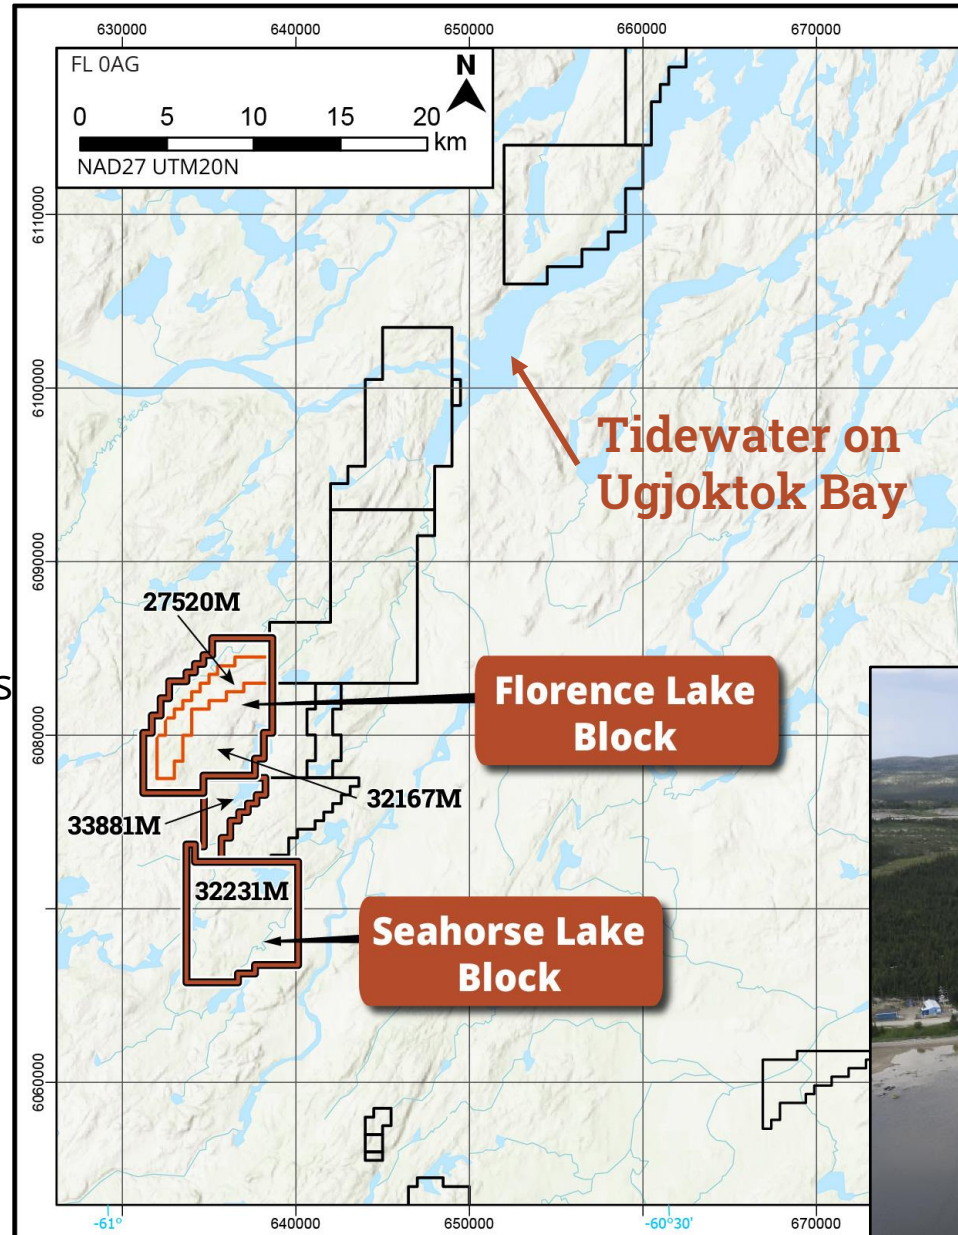 630000 640000 650000 660000 670000
FL 0AG
N
0 5 10 15 20
km
NAD27 UTM20N
6110000
6100000
Tidewater on
Ugjoktok Bay
6090000
27520M
S
Florence Lake
Block
6080000
32167M
33881M
32231M
Seahorse Lake
Block
6060000
-61° 640000 650000 -60°30' 670000